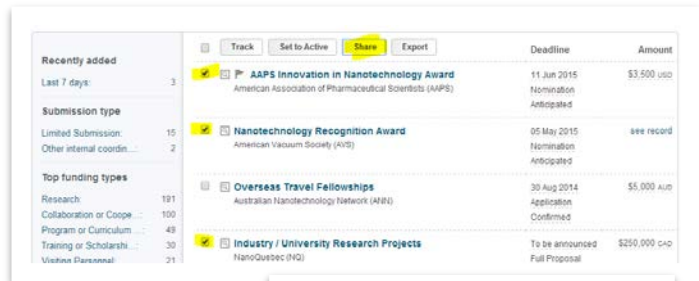 Recently added
Last 7 days: 3
Submission type
Limited Submission: 15
Other internal coordin...: 2
Top funding types
Research: 191
Collaboration or Coope...: 100
Program or Curriculum ...: 49
Training or Scholarshi...: 30
Visiting Personnel: 21
Track Set to Active Share Export Deadline Amount
AAPS Innovation in Nanotechnology Award 11 Jun 2015 $3,500 USD
American Association of Pharmaceutical Scientists (AAPS) Nomination
Anticipated
Nanotechnology Recognition Award 05 May 2015 see record
American Vacuum Society (AVS) Nomination
Anticipated
Overseas Travel Fellowships 30 Aug 2014 $5,000 AUD
Australian Nanotechnology Network (ANN) Application
Confirmed
Industry / University Research Projects To be announced $250,000 CAD
NanoQuebec (NQ) Full Proposal